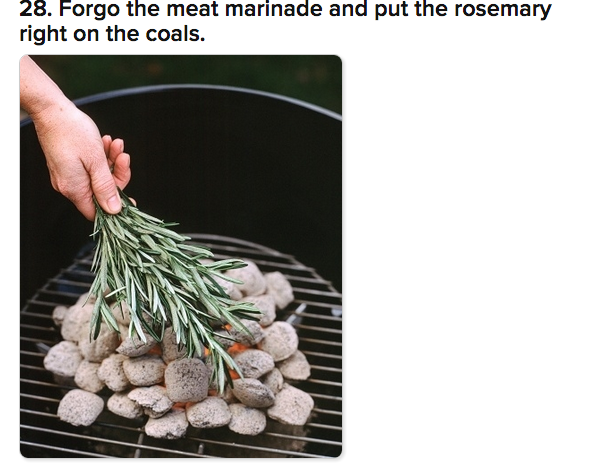 28. Forgo the meat marinade and put the rosemary
right on the coals.